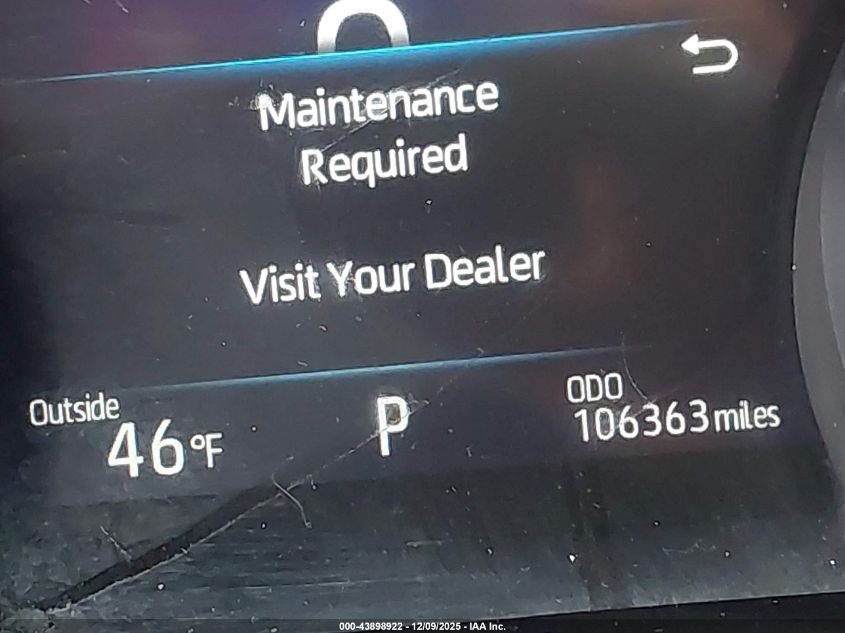 Maintenance
Required
Visit Your Dealer
Outside
46°F
P
ODO
106363 miles
000-43898922 - 12/09/2025 - IAA Inc.